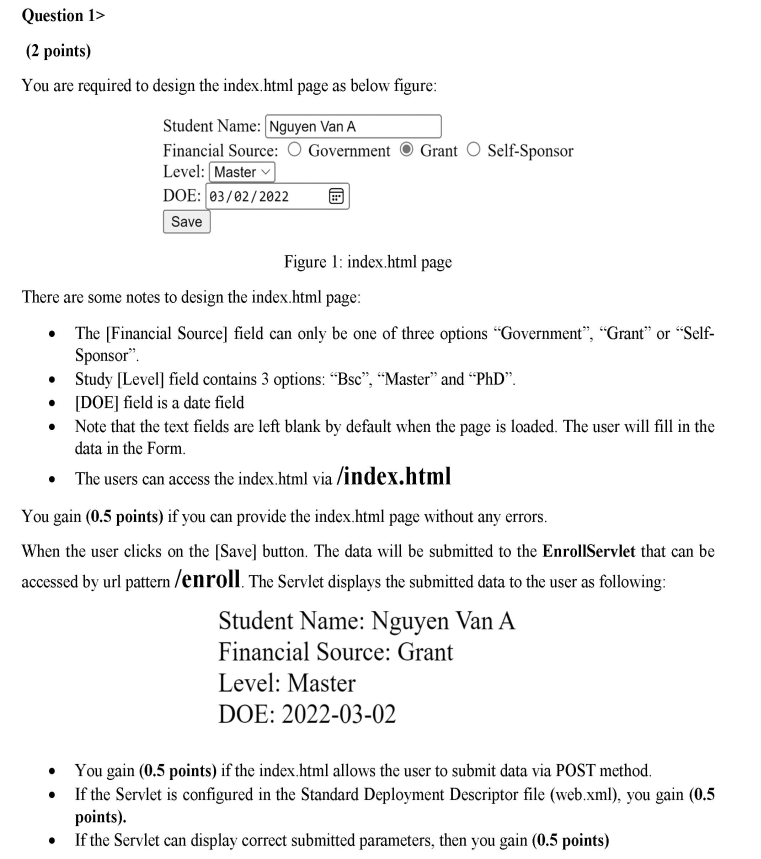 Question 1>
(2 points)
You are required to design the index.html page as below figure:
Student Name: Nguyen Van A
Financial Source: Government Grant Self-Sponsor
Level: Master
DOE: 03/02/2022
Save
Figure 1: index.html page
There are some notes to design the index.html page:
• The [Financial Source] field can only be one of three options “Government”, “Grant” or “Self-
Sponsor”.
• Study [Level] field contains 3 options: “Bsc”, “Master” and “PhD”.
• [DOE] field is a date field
• Note that the text fields are left blank by default when the page is loaded. The user will fill in the
data in the Form.
• The users can access the index.html via /index.html
You gain (0.5 points) if you can provide the index.html page without any errors.
When the user clicks on the [Save] button. The data will be submitted to the EnrollServlet that can be
accessed by url pattern /enroll. The Servlet displays the submitted data to the user as following:
Student Name: Nguyen Van A
Financial Source: Grant
Level: Master
DOE: 2022-03-02
• You gain (0.5 points) if the index.html allows the user to submit data via POST method.
• If the Servlet is configured in the Standard Deployment Descriptor file (web.xml), you gain (0.5
points).
• If the Servlet can display correct submitted parameters, then you gain (0.5 points)